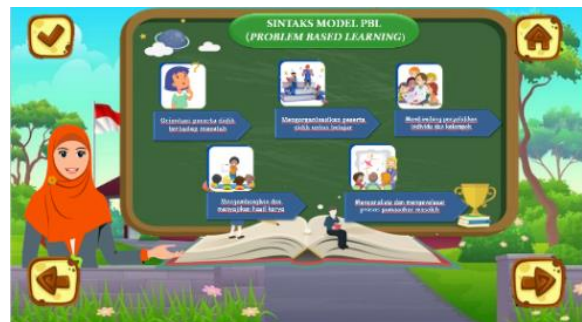 SINTAKS MODEL PBL
(PROBLEM BASED LEARNING)
Orientasi peserta didik
terhadap masalah
Mengorganisasikan peserta
didik untuk belajar
Membimbing penyelidikan
individu dan kelompok
Mengembangkan dan
menyajikan hasil karya
Menganalisis dan mengevaluasi
proses pemecahan masalah